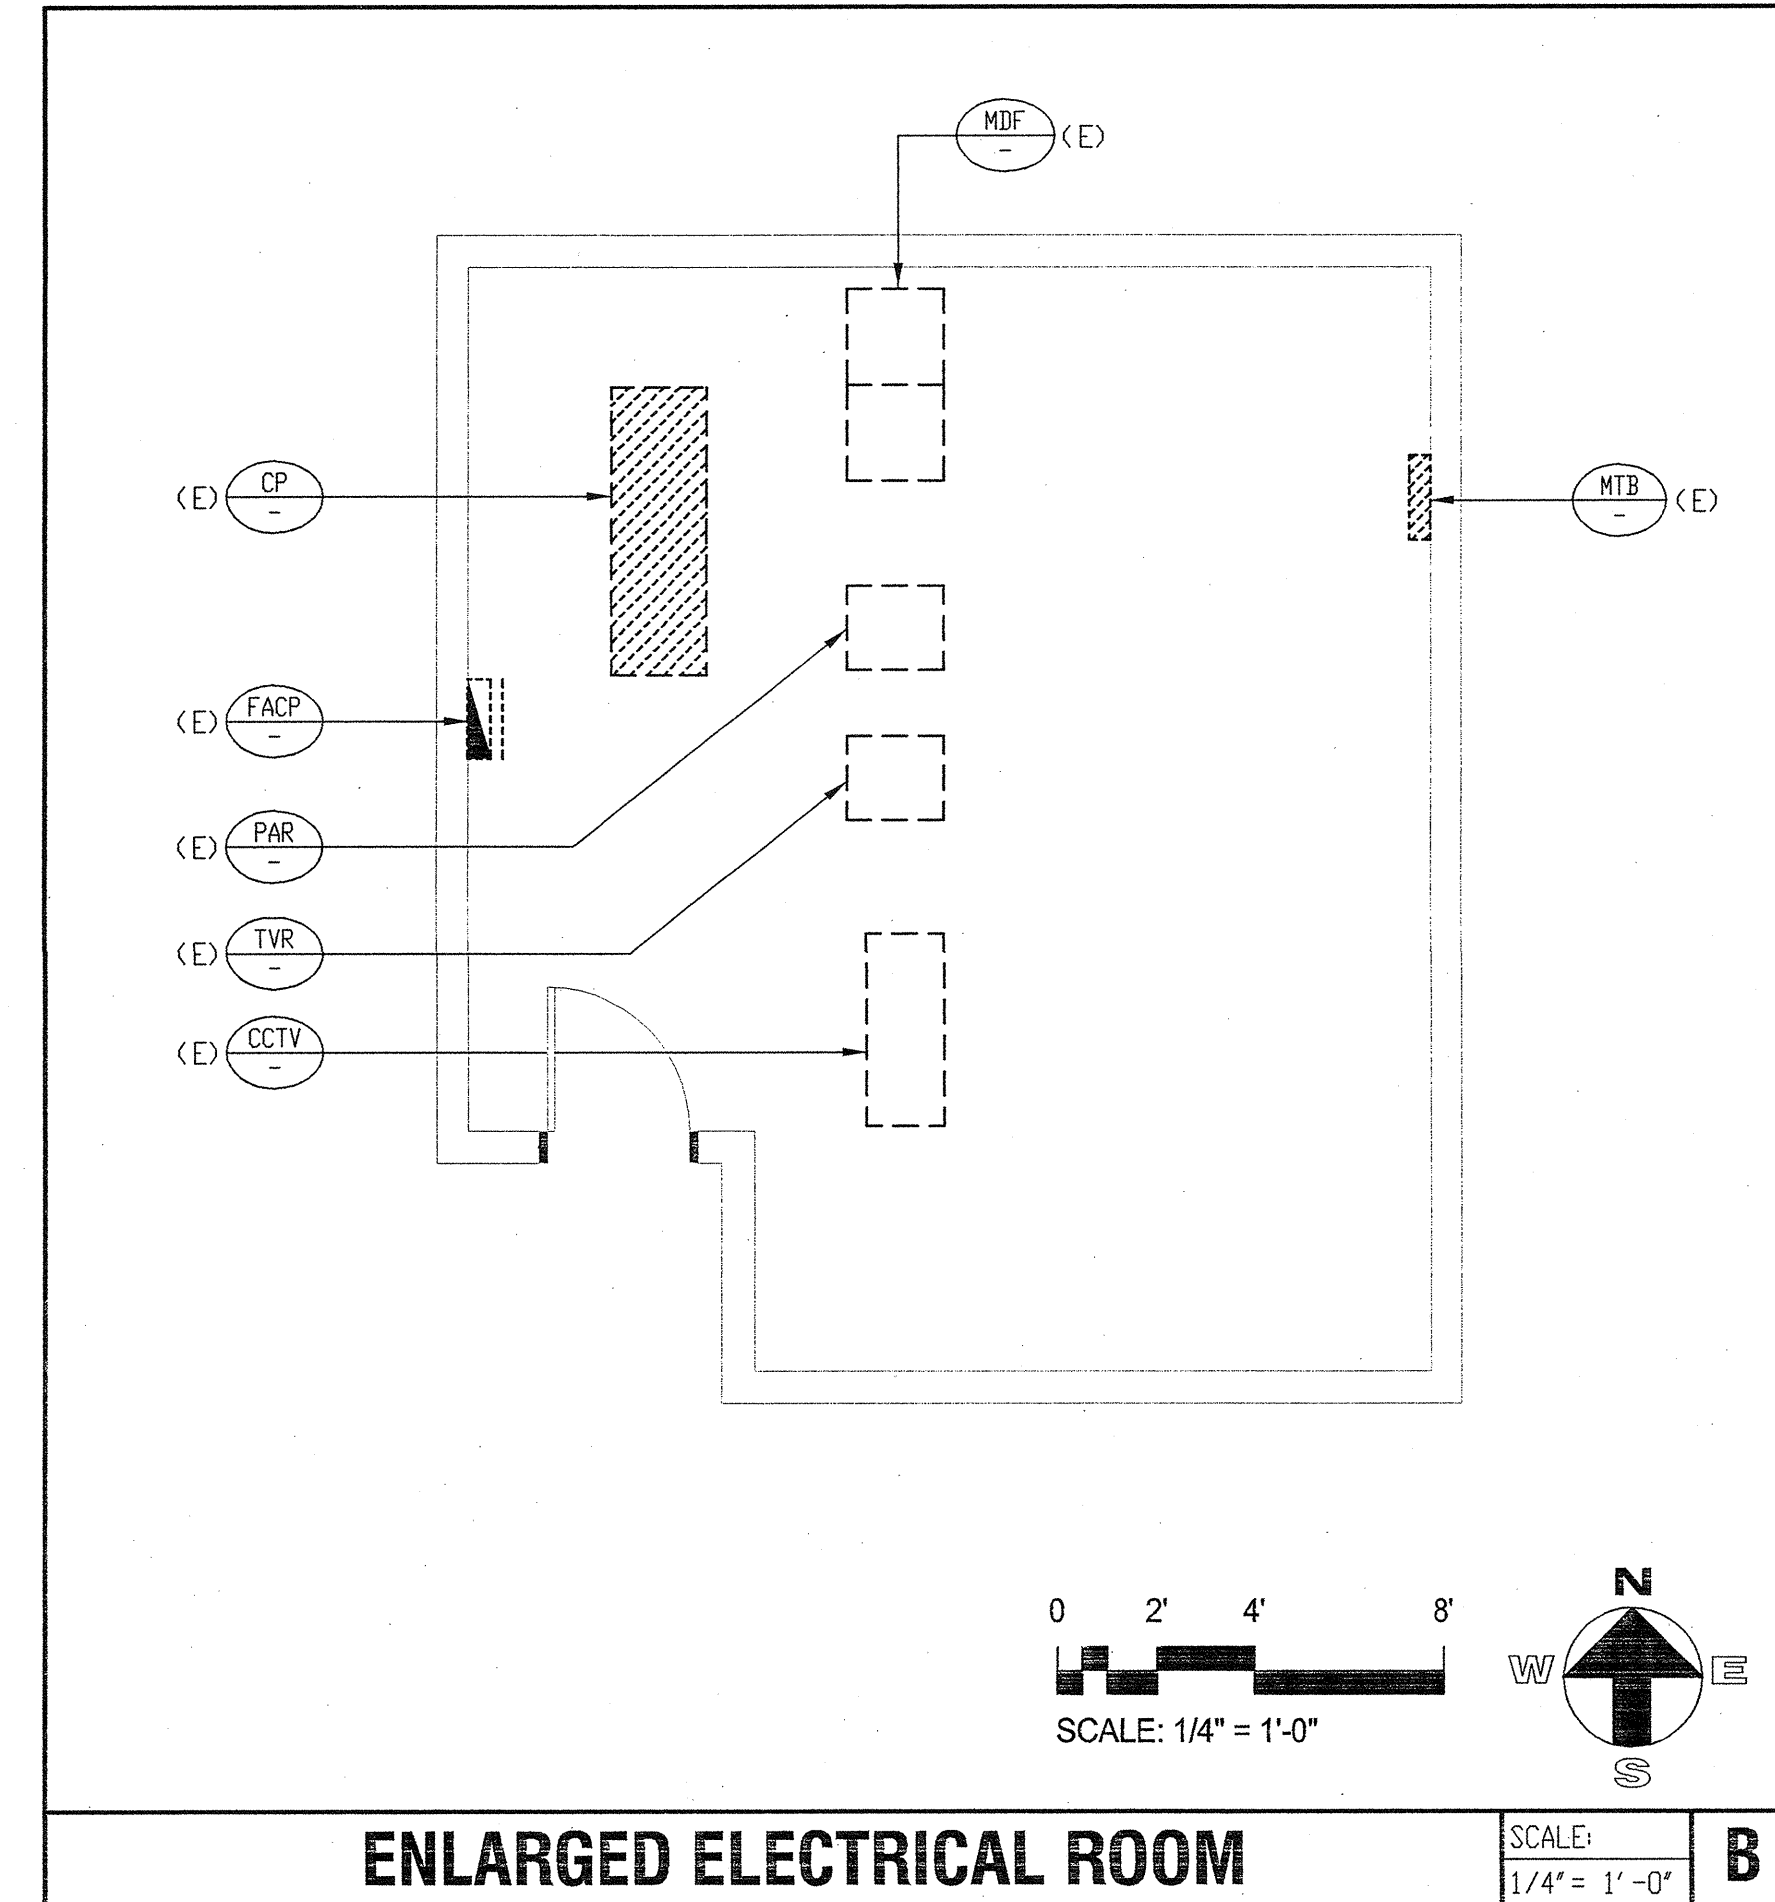 MDF
-
(E)
(E)
CP
-
MTB
-
(E)
(E)
FACP
-
(E)
PAR
-
(E)
TVR
-
(E)
CCTV
-
0 2' 4' 8'
SCALE: 1/4" = 1'-0"
N
W E
S
ENLARGED ELECTRICAL ROOM
SCALE:
1/4" = 1'-0"
B